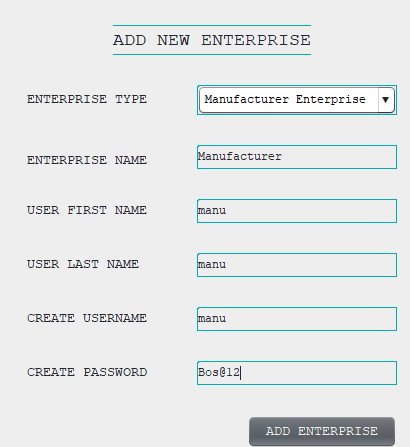 ADD NEW ENTERPRISE
ENTERPRISE TYPE Manufacturer Enterprise
ENTERPRISE NAME Manufacturer
USER FIRST NAME manu
USER LAST NAME manu
CREATE USERNAME manu
CREATE PASSWORD Bos@12
ADD ENTERPRISE